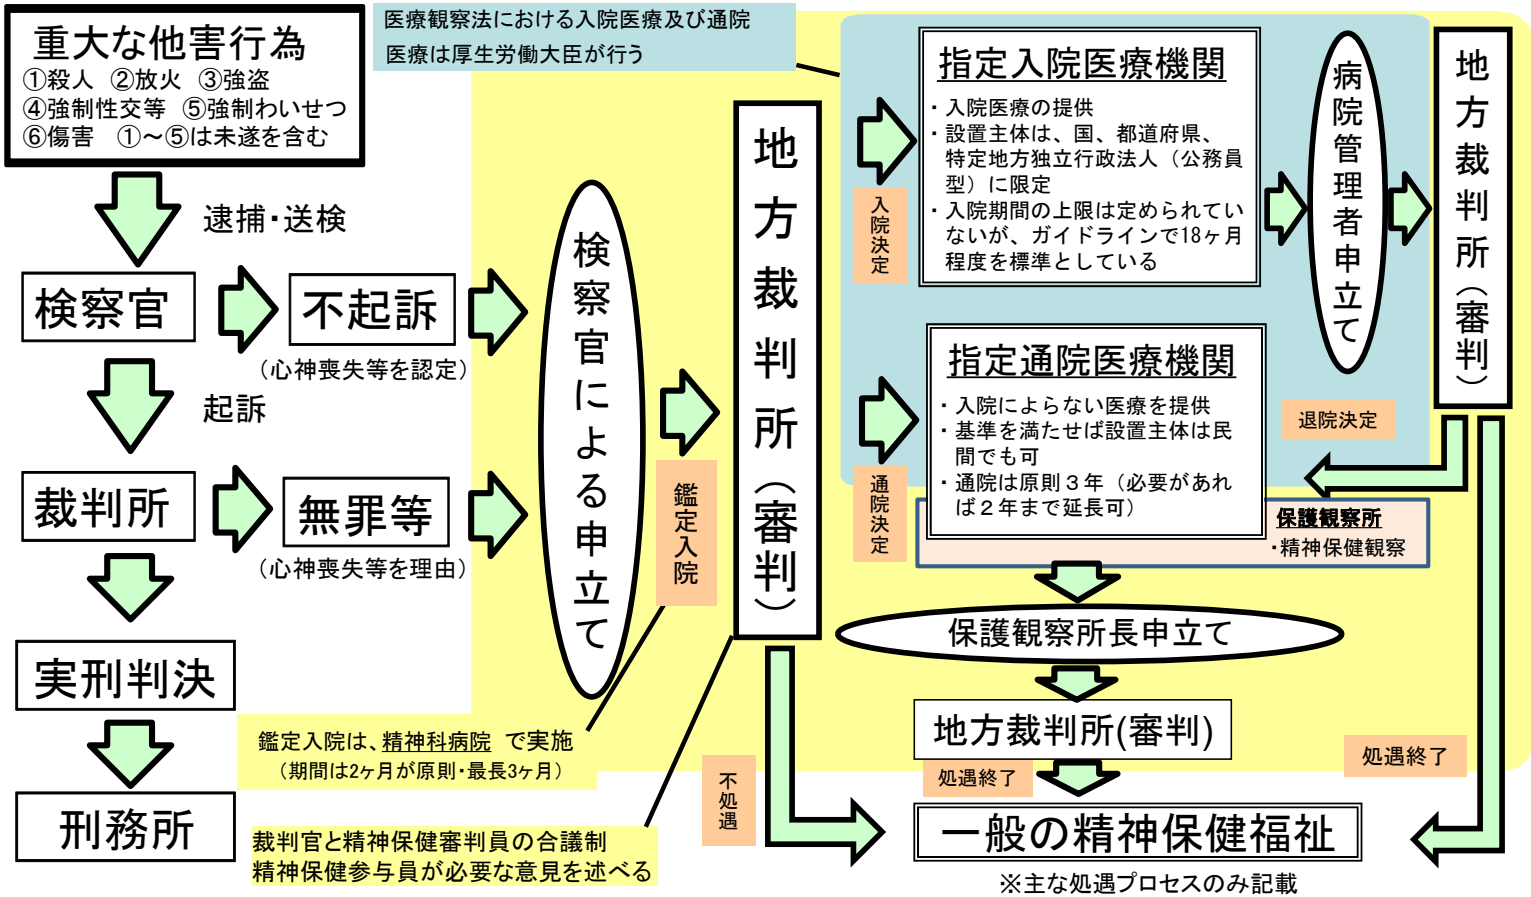 重大な他害行為
①殺人 ②放火 ③強盗
④強制性交等 ⑤強制わいせつ
⑥傷害 ①～⑤は未遂を含む
逮捕・送検
検察官
不起訴
(心神喪失等を認定)
起訴
裁判所
無罪等
(心神喪失等を理由)
実刑判決
刑務所
検察官による申立て
鑑定入院
鑑定入院は、精神科病院 で実施
（期間は2ヶ月が原則・最長3ヶ月）
地方裁判所（審判）
裁判官と精神保健審判員の合議制
精神保健参与員が必要な意見を述べる
医療観察法における入院医療及び通院
医療は厚生労働大臣が行う
入院決定
指定入院医療機関
・入院医療の提供
・設置主体は、国、都道府県、
特定地方独立行政法人（公務員
型）に限定
・入院期間の上限は定められてい
ないが、ガイドラインで18ヶ月
程度を標準としている
病院管理者申立て
地方裁判所（審判）
通院決定
指定通院医療機関
・入院によらない医療を提供
・基準を満たせば設置主体は民
間でも可
・通院は原則３年（必要があれ
ば２年まで延長可）
退院決定
保護観察所
・精神保健観察
保護観察所長申立て
地方裁判所(審判)
処遇終了
処遇終了
不処遇
一般の精神保健福祉
※主な処遇プロセスのみ記載